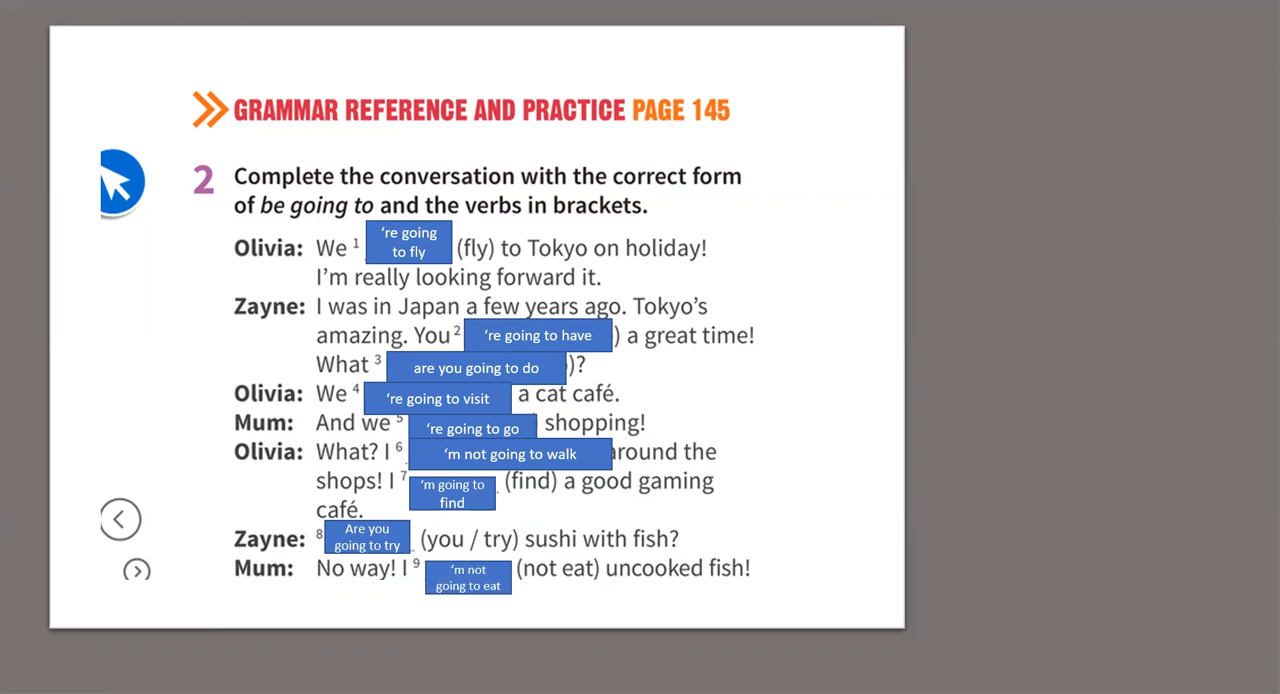 GRAMMAR REFERENCE AND PRACTICE PAGE 145
2 Complete the conversation with the correct form
of be going to and the verbs in brackets.
Olivia: We 1 ‘re going to fly (fly) to Tokyo on holiday!
I’m really looking forward it.
Zayne: I was in Japan a few years ago. Tokyo’s
amazing. You 2 ‘re going to have ) a great time!
What 3 are you going to do )?
Olivia: We 4 ‘re going to visit a cat café.
Mum: And we 5 ‘re going to go shopping!
Olivia: What? I 6 ‘m not going to walk around the
shops! I 7 ‘m going to find (find) a good gaming
café.
Zayne: 8 Are you going to try (you / try) sushi with fish?
Mum: No way! I 9 ‘m not going to eat (not eat) uncooked fish!